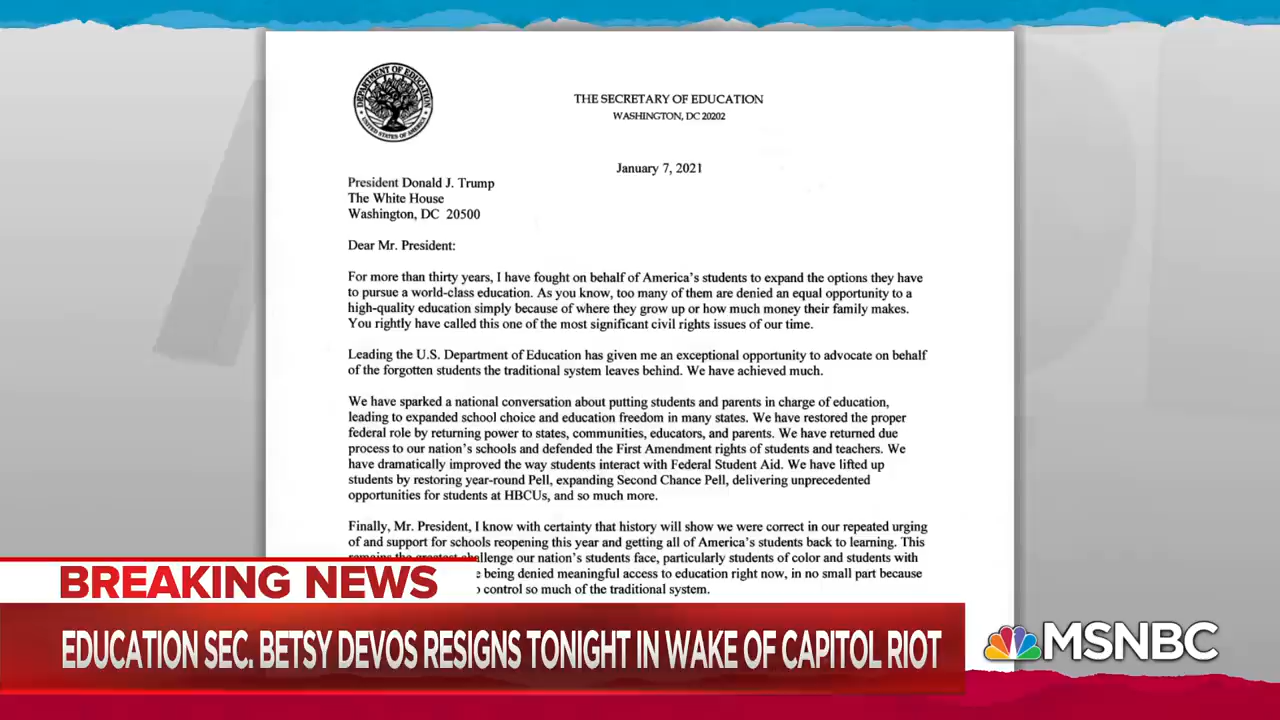 DEPARTMENT OF EDUCATION
UNITED STATES OF AMERICA
THE SECRETARY OF EDUCATION
WASHINGTON, DC 20202
January 7, 2021
President Donald J. Trump
The White House
Washington, DC 20500
Dear Mr. President:
For more than thirty years, I have fought on behalf of America's students to expand the options they have
to pursue a world-class education. As you know, too many of them are denied an equal opportunity to a
high-quality education simply because of where they grow up or how much money their family makes.
You rightly have called this one of the most significant civil rights issues of our time.
Leading the U.S. Department of Education has given me an exceptional opportunity to advocate on behalf
of the forgotten students the traditional system leaves behind. We have achieved much.
We have sparked a national conversation about putting students and parents in charge of education,
leading to expanded school choice and education freedom in many states. We have restored the proper
federal role by returning power to states, communities, educators, and parents. We have returned due
process to our nation's schools and defended the First Amendment rights of students and teachers. We
have dramatically improved the way students interact with Federal Student Aid. We have lifted up
students by restoring year-round Pell, expanding Second Chance Pell, delivering unprecedented
opportunities for students at HBCUs, and so much more.
Finally, Mr. President, I know with certainty that history will show we were correct in our repeated urging
of and support for schools reopening this year and getting all of America's students back to learning. This
remains the greatest challenge our nation's students face, particularly students of color and students with
being denied meaningful access to education right now, in no small part because
control so much of the traditional system.
BREAKING NEWS
EDUCATION SEC. BETSY DEVOS RESIGNS TONIGHT IN WAKE OF CAPITOL RIOT
MSNBC